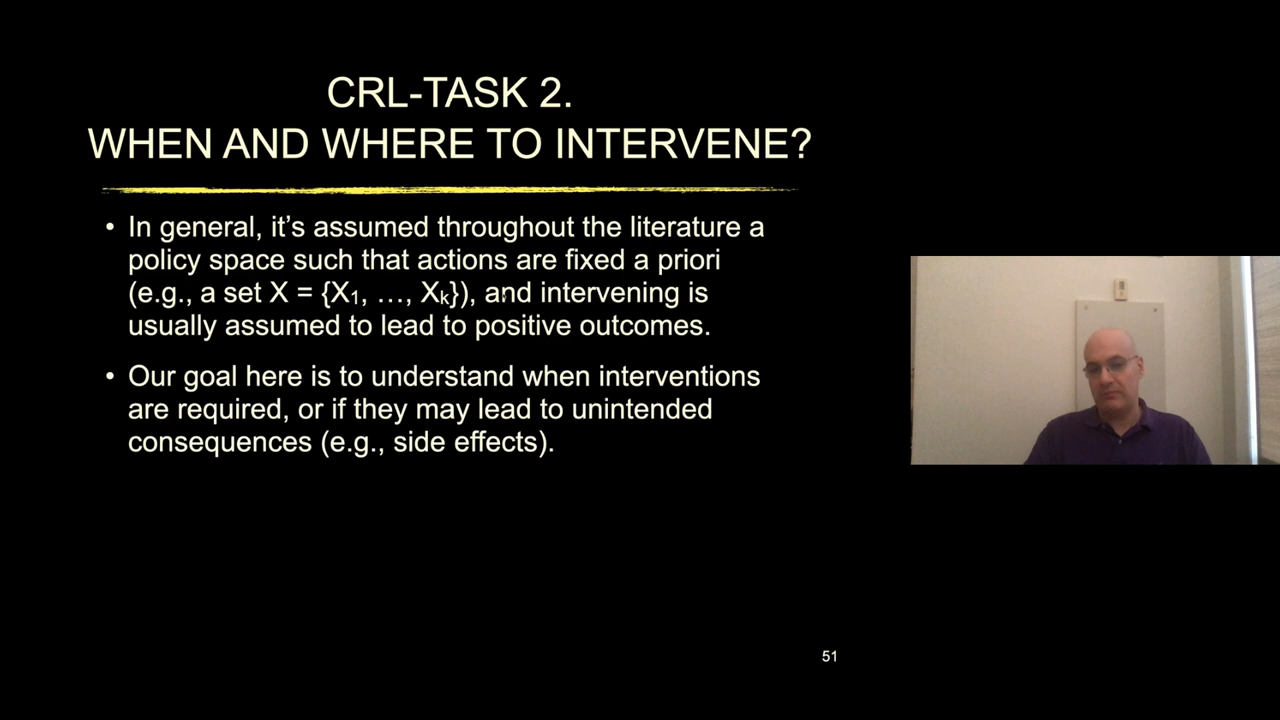 CRL-TASK 2.
WHEN AND WHERE TO INTERVENE?
• In general, it's assumed throughout the literature a
policy space such that actions are fixed a priori
(e.g., a set X = {X₁, …, Xₖ}), and intervening is
usually assumed to lead to positive outcomes.
• Our goal here is to understand when interventions
are required, or if they may lead to unintended
consequences (e.g., side effects).
51